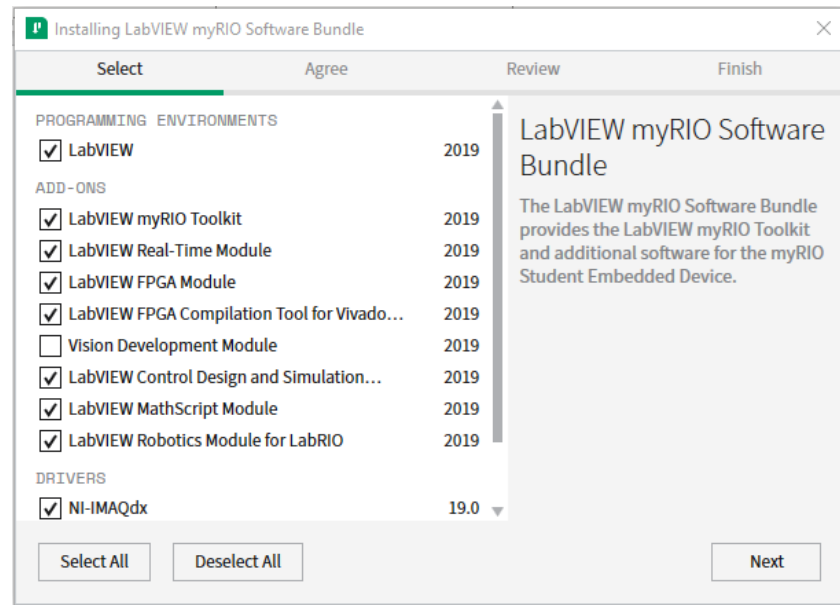 Installing LabVIEW myRIO Software Bundle
Select Agree Review Finish
PROGRAMMING ENVIRONMENTS
LabVIEW 2019
ADD-ONS
LabVIEW myRIO Toolkit 2019
LabVIEW Real-Time Module 2019
LabVIEW FPGA Module 2019
LabVIEW FPGA Compilation Tool for Vivado... 2019
Vision Development Module 2019
LabVIEW Control Design and Simulation... 2019
LabVIEW MathScript Module 2019
LabVIEW Robotics Module for LabRIO 2019
DRIVERS
NI-IMAQdx 19.0
LabVIEW myRIO Software
Bundle
The LabVIEW myRIO Software Bundle
provides the LabVIEW myRIO Toolkit
and additional software for the myRIO
Student Embedded Device.
Select All Deselect All Next